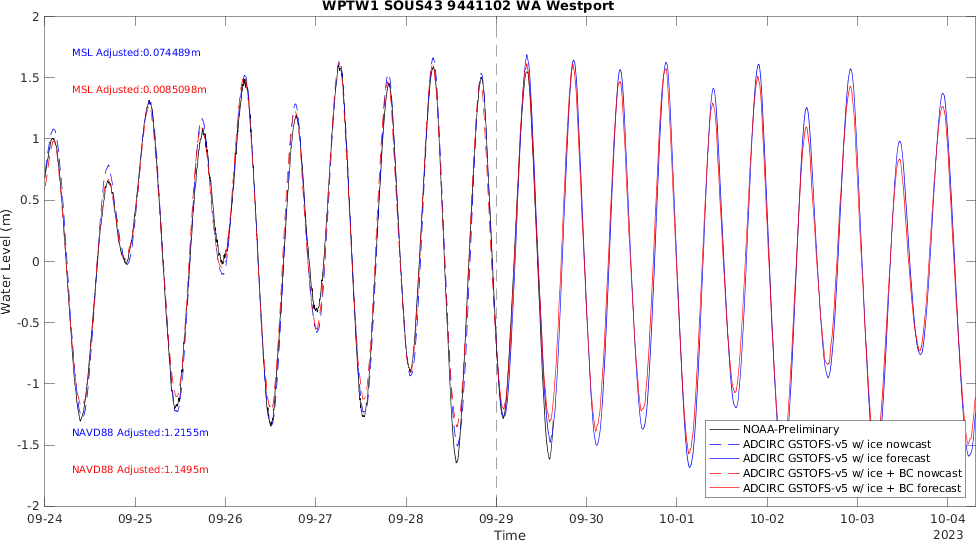 WPTW1 SOUS43 9441102 WA Westport
2
1.5
1
0.5
0
-0.5
-1
-1.5
-2
Water Level (m)
MSL Adjusted:0.074489m
MSL Adjusted:0.0085098m
NAVD88 Adjusted:1.2155m
NAVD88 Adjusted:1.1495m
NOAA-Preliminary
ADCIRC GSTOFS-v5 w/ ice nowcast
ADCIRC GSTOFS-v5 w/ ice forecast
ADCIRC GSTOFS-v5 w/ ice + BC nowcast
ADCIRC GSTOFS-v5 w/ ice + BC forecast
09-24 09-25 09-26 09-27 09-28 09-29 09-30 10-01 10-02 10-03 10-04
Time
2023